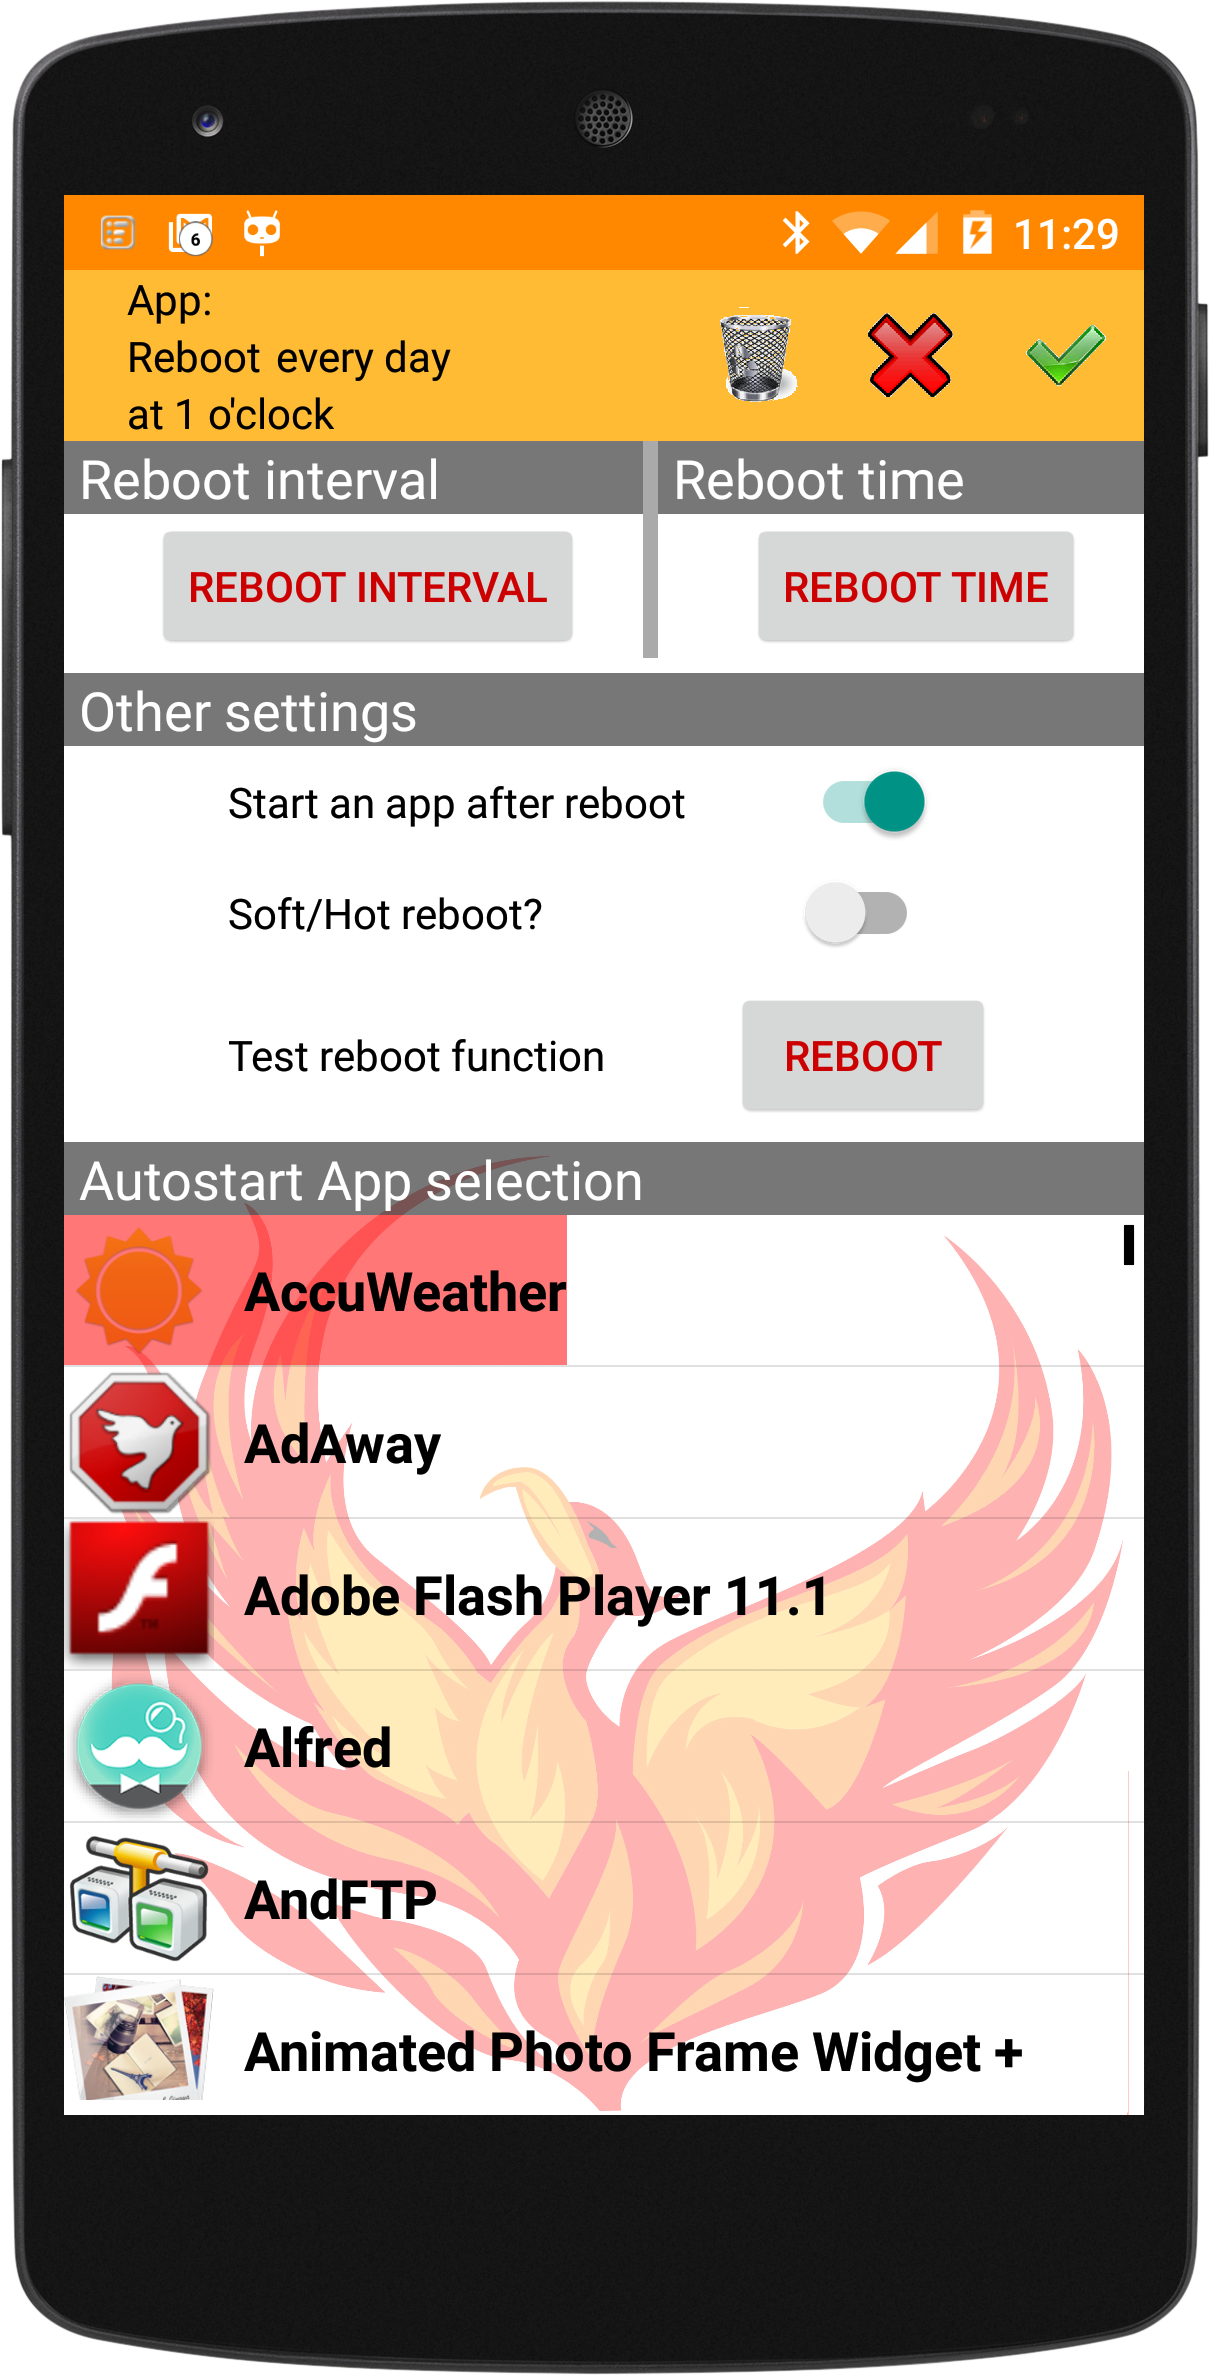 6
11:29
App:
Reboot every day
at 1 o'clock
Reboot interval
Reboot time
REBOOT INTERVAL
REBOOT TIME
Other settings
Start an app after reboot
Soft/Hot reboot?
Test reboot function
REBOOT
Autostart App selection
AccuWeather
AdAway
Adobe Flash Player 11.1
Alfred
AndFTP
Animated Photo Frame Widget +